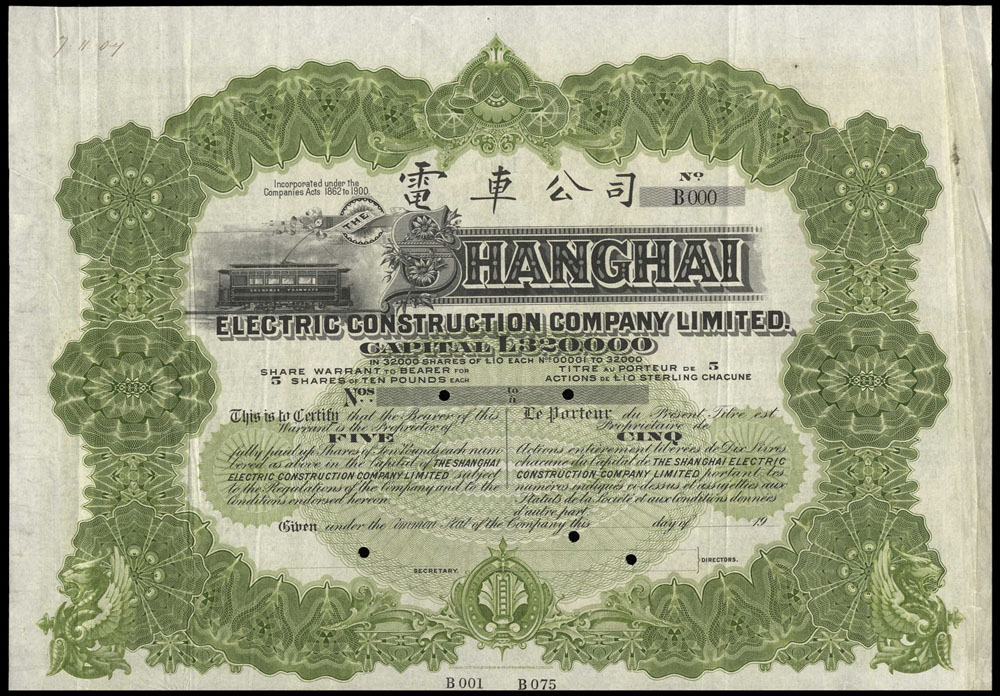 7. 11. 04
Incorporated under the
Companies Acts 1862 to 1900.
電車公司
No
B000
THE
SHANGHAI
ELECTRIC CONSTRUCTION COMPANY LIMITED.
CAPITAL £320,000
IN 32000 SHARES OF £10 EACH Nos 00001 TO 32000
SHARE WARRANT TO BEARER FOR
5 SHARES OF TEN POUNDS EACH
TITRE AU PORTEUR DE 5
ACTIONS DE £10 STERLING CHACUNE
Nos
to
à
This is to Certify that the Bearer of this
Warrant is the Proprietor of
FIVE
fully paid up Shares of Ten Pounds each num
bered as above in the Capital of THE SHANGHAI
ELECTRIC CONSTRUCTION COMPANY LIMITED subject
to the Regulations of the Company and to the
Conditions endorsed hereon.
Le Porteur du Présent Titre est
Propriétaire de
CINQ
Actions entièrement libérées de Dix Livres
chacune du Capital de THE SHANGHAI ELECTRIC
CONSTRUCTION COMPANY LIMITED portant les
numéros indiqués ci dessus et assujetties aux
Statuts de la Société et aux Conditions données
d'autre part.
Given under the Common Seal of the Company this day of 19
SECRETARY.
DIRECTORS.
B001 B075